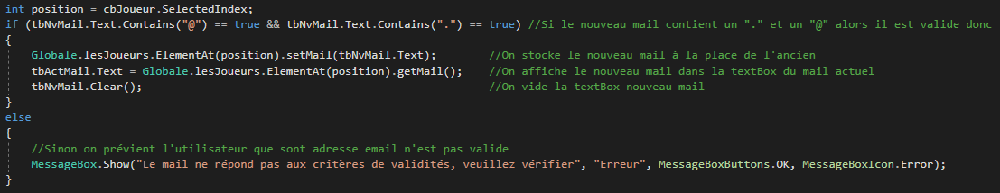 int position = cbJoueur.SelectedIndex;
if (tbNvMail.Text.Contains("@") == true && tbNvMail.Text.Contains(".") == true) //Si le nouveau mail contient un "." et un "@" alors il est valide donc
{
Globale.lesJoueurs.ElementAt(position).setMail(tbNvMail.Text); //On stocke le nouveau mail à la place de l'ancien
tbActMail.Text = Globale.lesJoueurs.ElementAt(position).getMail(); //On affiche le nouveau mail dans la textBox du mail actuel
tbNvMail.Clear(); //On vide la textBox nouveau mail
}
else
{
//Sinon on prévient l'utilisateur que sont adresse email n'est pas valide
MessageBox.Show("Le mail ne répond pas aux critères de validités, veuillez vérifier", "Erreur", MessageBoxButtons.OK, MessageBoxIcon.Error);
}